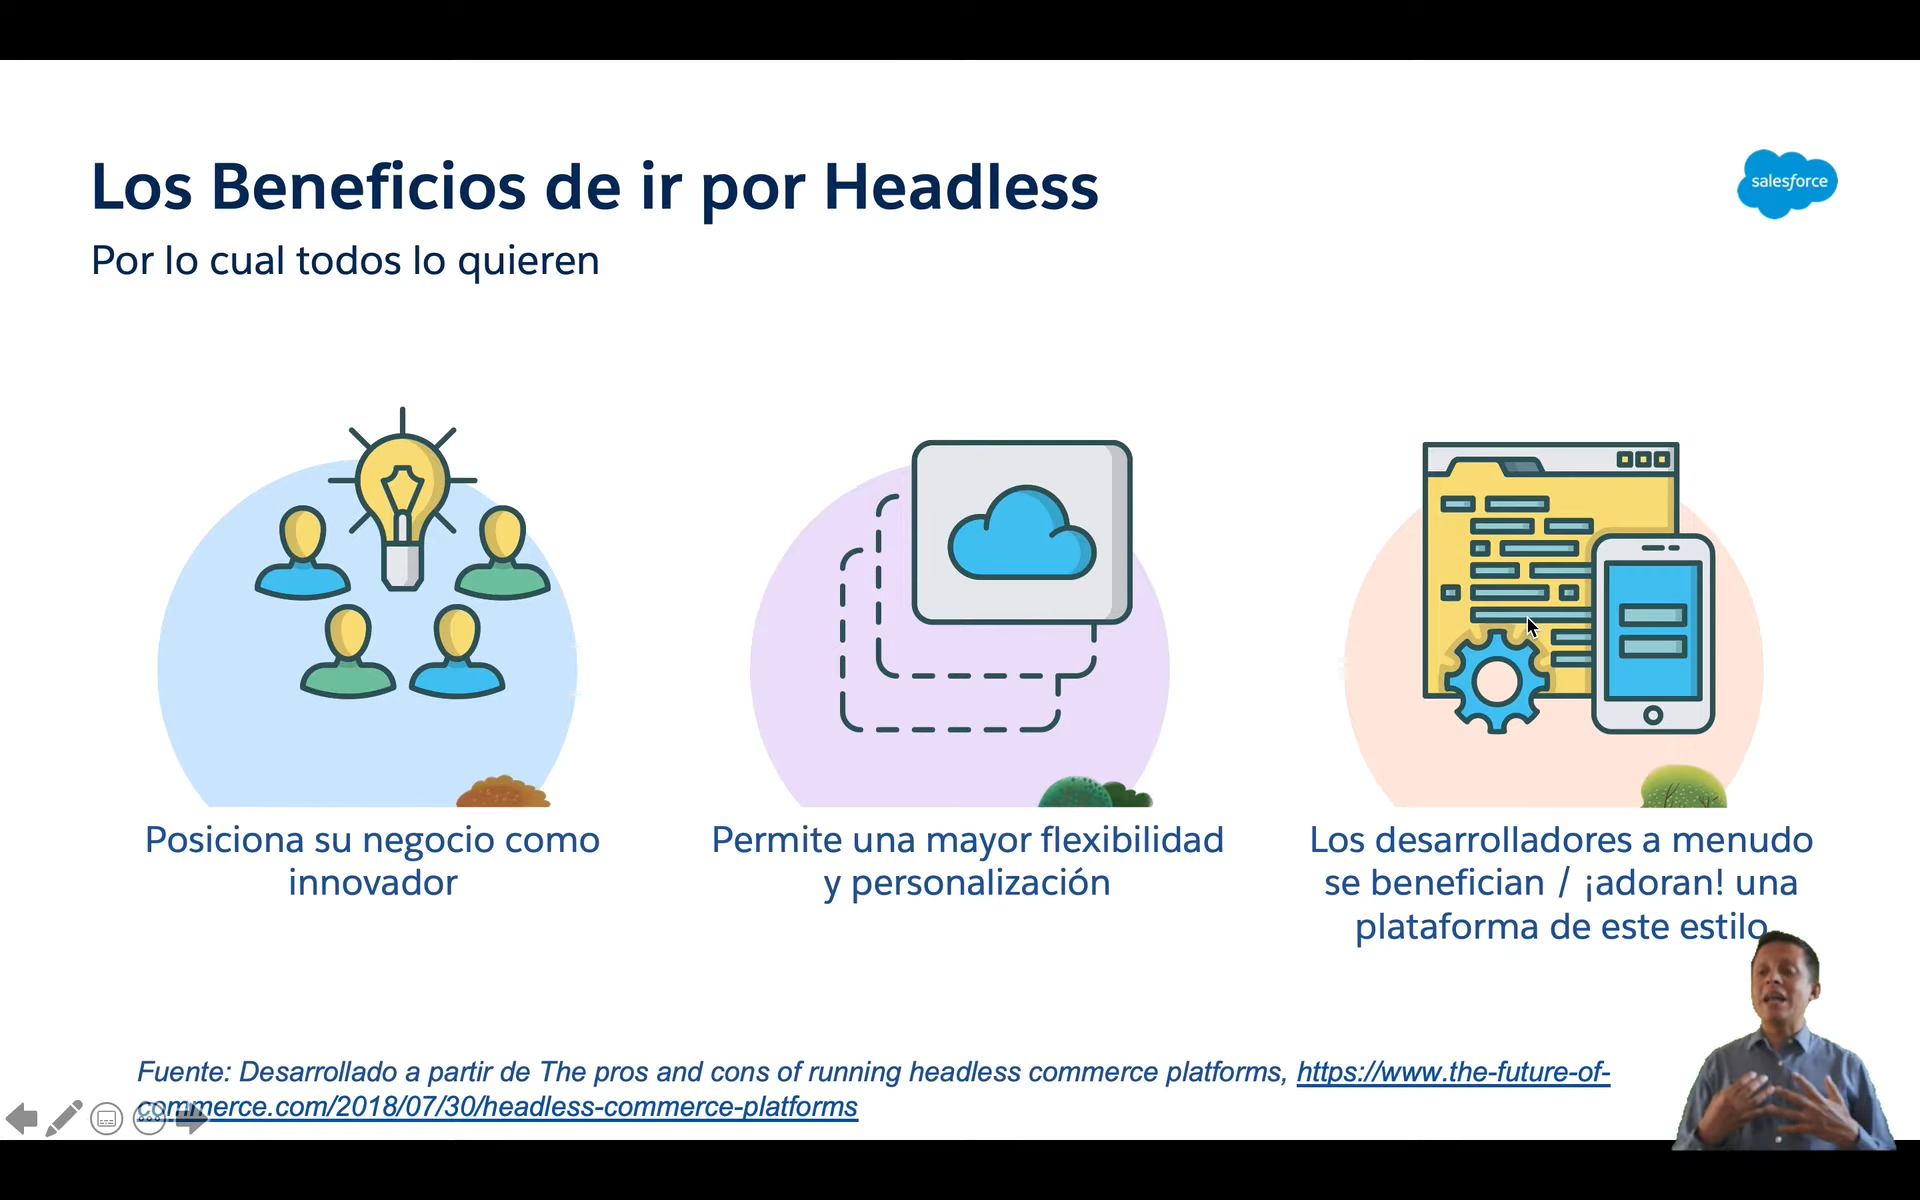 Los Beneficios de ir por Headless
salesforce
Por lo cual todos lo quieren
Posiciona su negocio como
innovador
Permite una mayor flexibilidad
y personalización
Los desarrolladores a menudo
se benefician / ¡adoran! una
plataforma de este estilo
Fuente: Desarrollado a partir de The pros and cons of running headless commerce platforms, https://www.the-future-of-
commerce.com/2018/07/30/headless-commerce-platforms